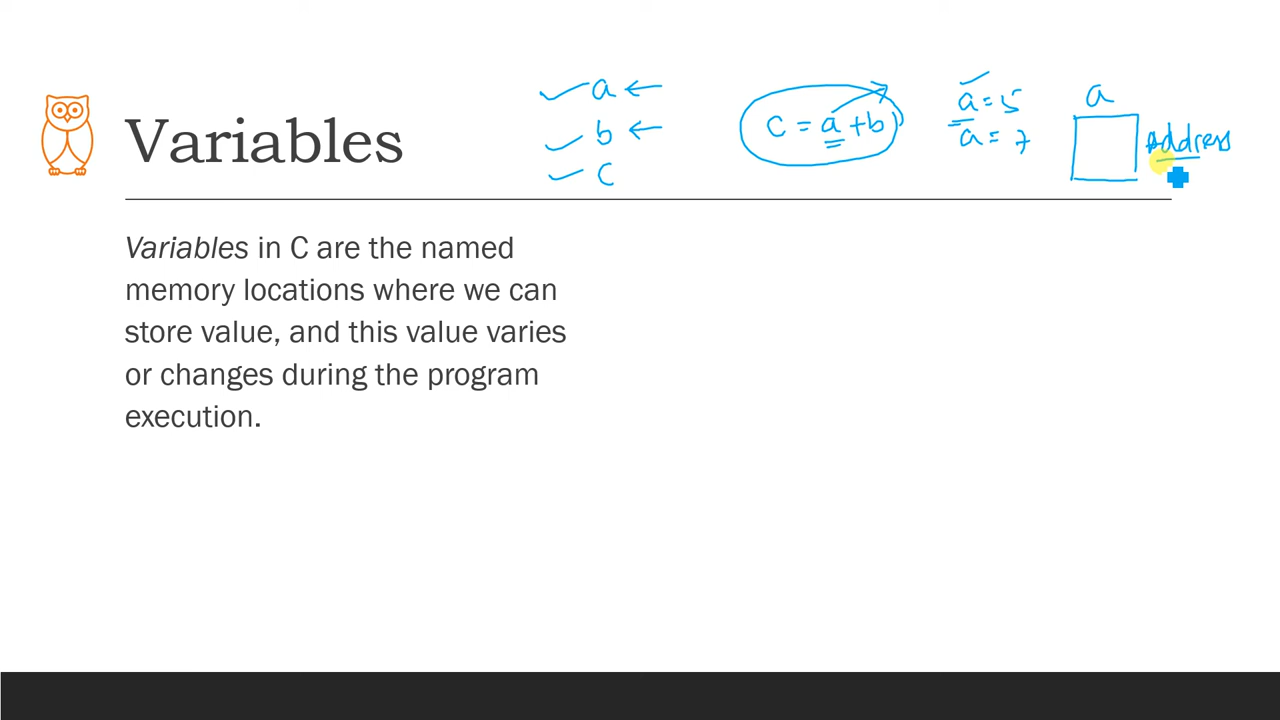 Variables
a
b
c
c = a + b
a = 5
a = 7
a
Address
Variables in C are the named
memory locations where we can
store value, and this value varies
or changes during the program
execution.